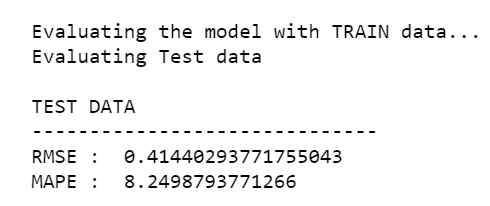 Evaluating the model with TRAIN data...
Evaluating Test data
TEST DATA
------------------------------
RMSE :  0.41440293771755043
MAPE :  8.2498793771266